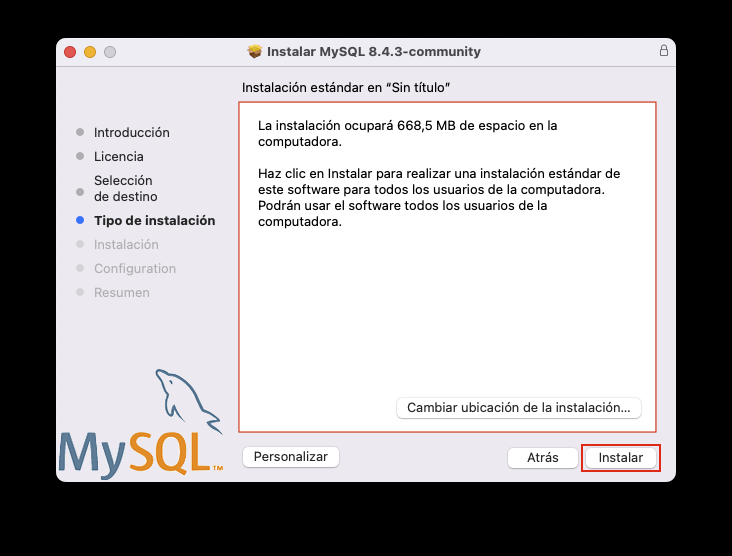 Instalar MySQL 8.4.3-community
Instalación estándar en “Sin título”
Introducción
Licencia
Selección
de destino
Tipo de instalación
Instalación
Configuration
Resumen
La instalación ocupará 668,5 MB de espacio en la
computadora.
Haz clic en Instalar para realizar una instalación estándar de
este software para todos los usuarios de la computadora.
Podrán usar el software todos los usuarios de la
computadora.
Cambiar ubicación de la instalación...
MySQL™
Personalizar
Atrás
Instalar